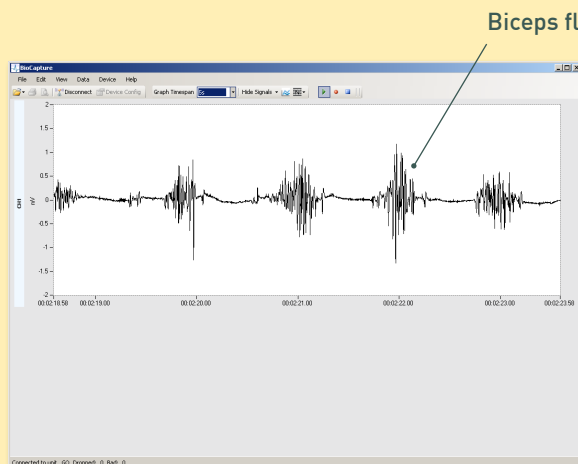 Biceps fl
BioCapture
File Edit View Data Device Help
Disconnect Device Config Graph Timespan 5s Hide Signals
2
1.5
1
0.5
0
-0.5
-1
-1.5
-2
CH1
mV
00:02:18.58 00:02:19.00 00:02:20.00 00:02:21.00 00:02:22.00 00:02:23.00 00:02:23.58
Connected to unit GO Dropped: 0 Bad: 0